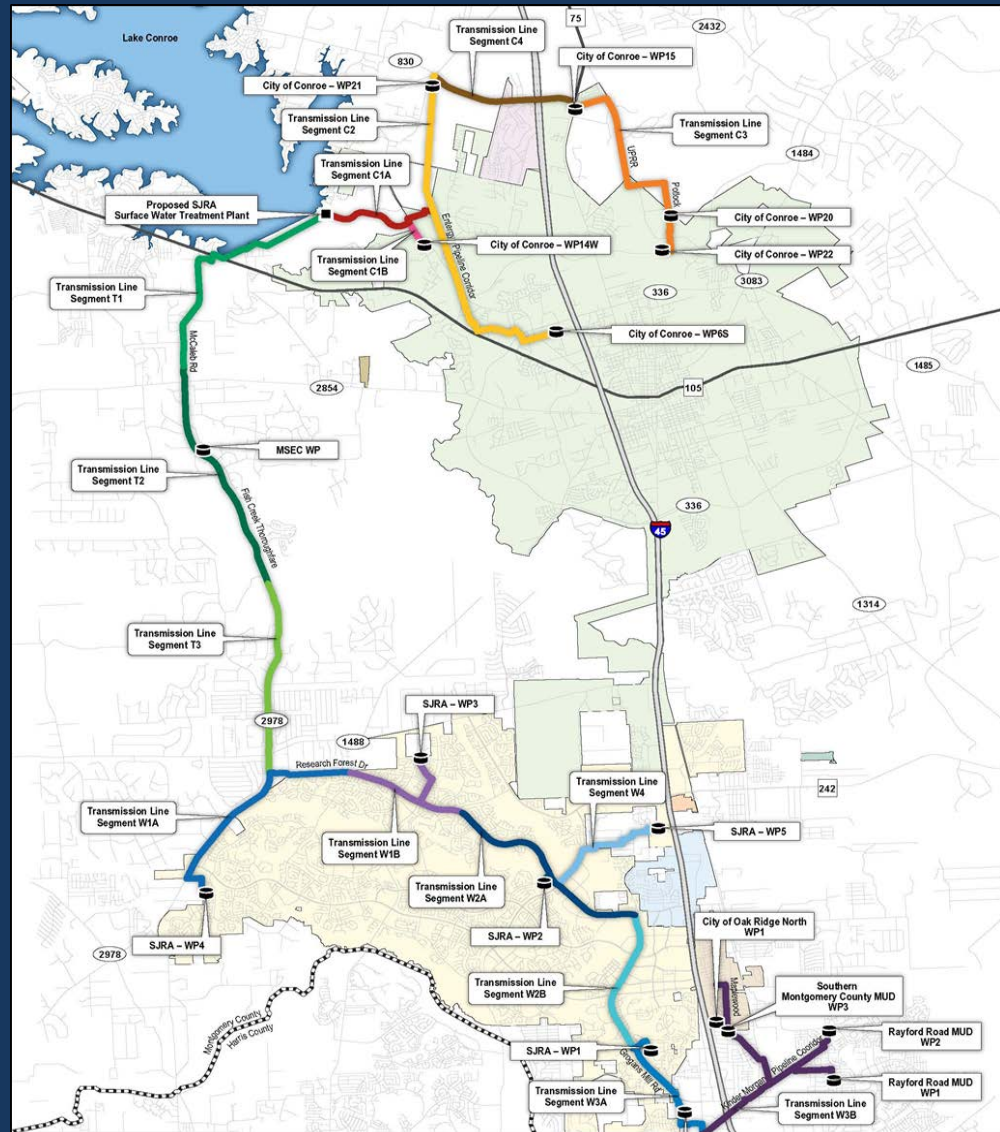 Lake Conroe
75
2432
Transmission Line
Segment C4
830
City of Conroe – WP15
City of Conroe – WP21
Transmission Line
Segment C2
Transmission Line
Segment C3
UPRR
1484
Transmission Line
Segment C1A
Pollok
Proposed SJRA
Surface Water Treatment Plant
City of Conroe – WP20
Entergy Pipeline Corridor
City of Conroe – WP14W
City of Conroe – WP22
Transmission Line
Segment C1B
3083
Transmission Line
Segment T1
336
McCaleb Rd
City of Conroe – WP6S
1485
2854
105
MSEC WP
Transmission Line
Segment T2
Fish Creek Thoroughfare
336
45
1314
Transmission Line
Segment T3
SJRA – WP3
2978
1488
Research Forest Dr
Transmission Line
Segment W4
242
Transmission Line
Segment W1A
SJRA – WP5
Transmission Line
Segment W1B
Transmission Line
Segment W2A
City of Oak Ridge North
WP1
SJRA – WP2
SJRA – WP4
2978
Southern
Montgomery County MUD
WP3
Transmission Line
Segment W2B
Montgomery County
Harris County
Rayford Road MUD
WP2
SJRA – WP1
Grogans Mill Rd
Kinder Morgan Pipeline Cooridor
Rayford Road MUD
WP1
Transmission Line
Segment W3A
Transmission Line
Segment W3B